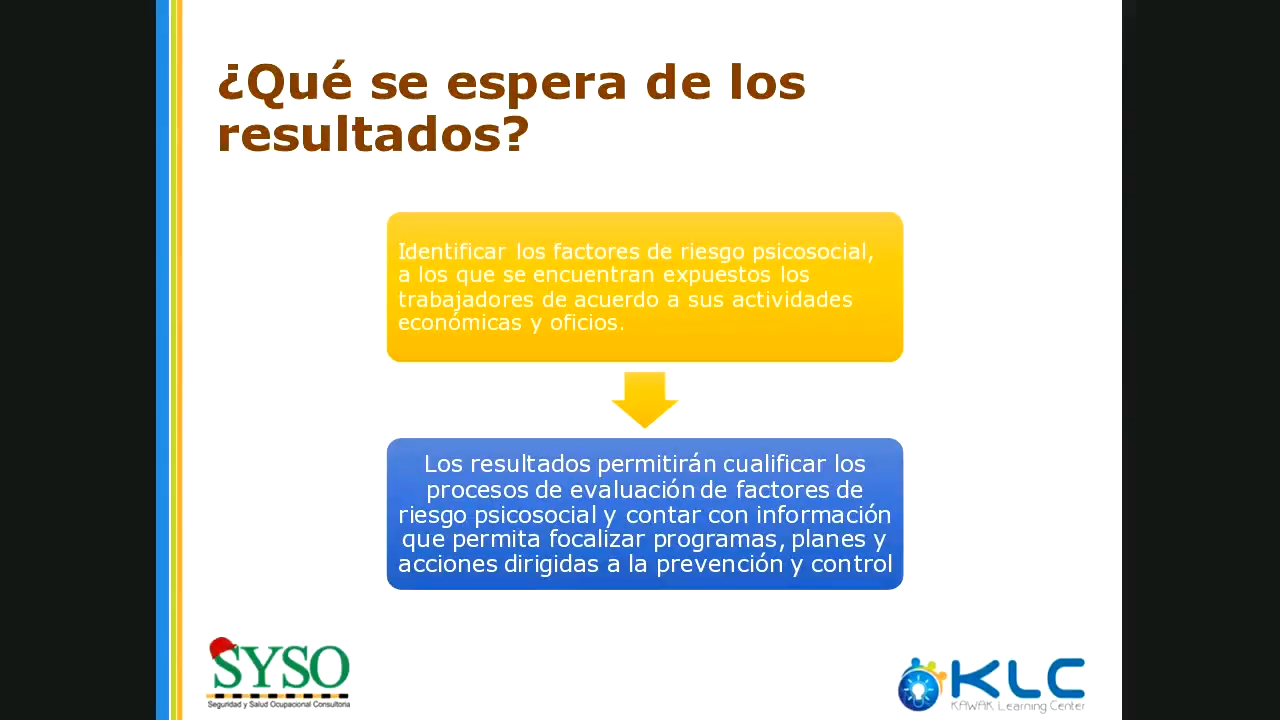 ¿Qué se espera de los
resultados?
Identificar los factores de riesgo psicosocial,
a los que se encuentran expuestos los
trabajadores de acuerdo a sus actividades
económicas y oficios.
Los resultados permitirán cualificar los
procesos de evaluación de factores de
riesgo psicosocial y contar con información
que permita focalizar programas, planes y
acciones dirigidas a la prevención y control
SYSO
Seguridad y Salud Ocupacional Consultoria
KLC
KAWAK Learning Center